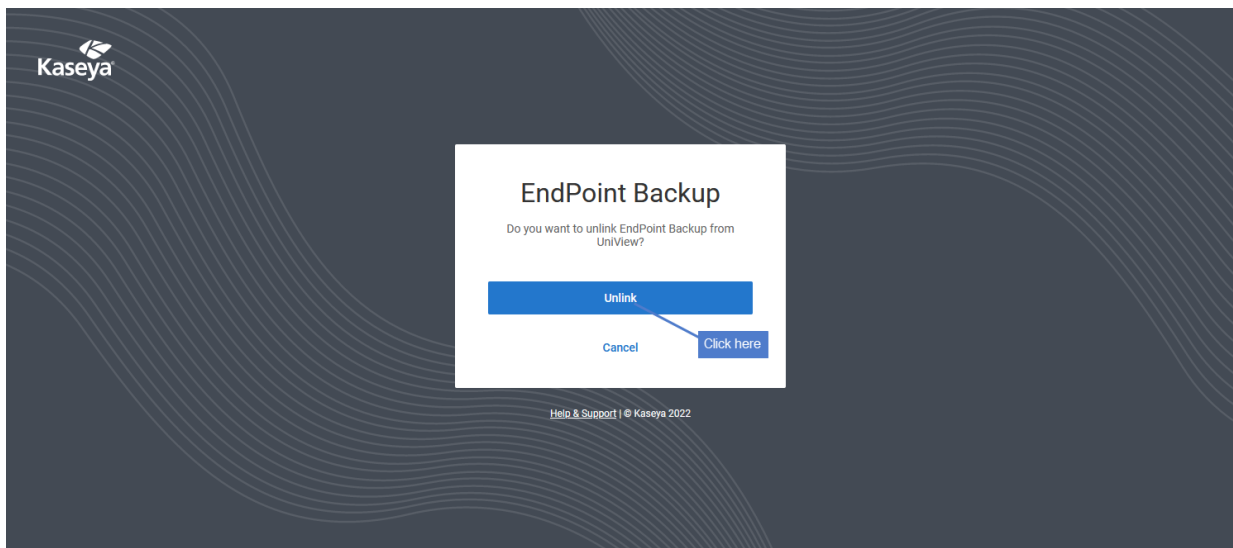 Kaseya
EndPoint Backup
Do you want to unlink EndPoint Backup from
UniView?
Unlink
Click here
Cancel
Help & Support | © Kaseya 2022